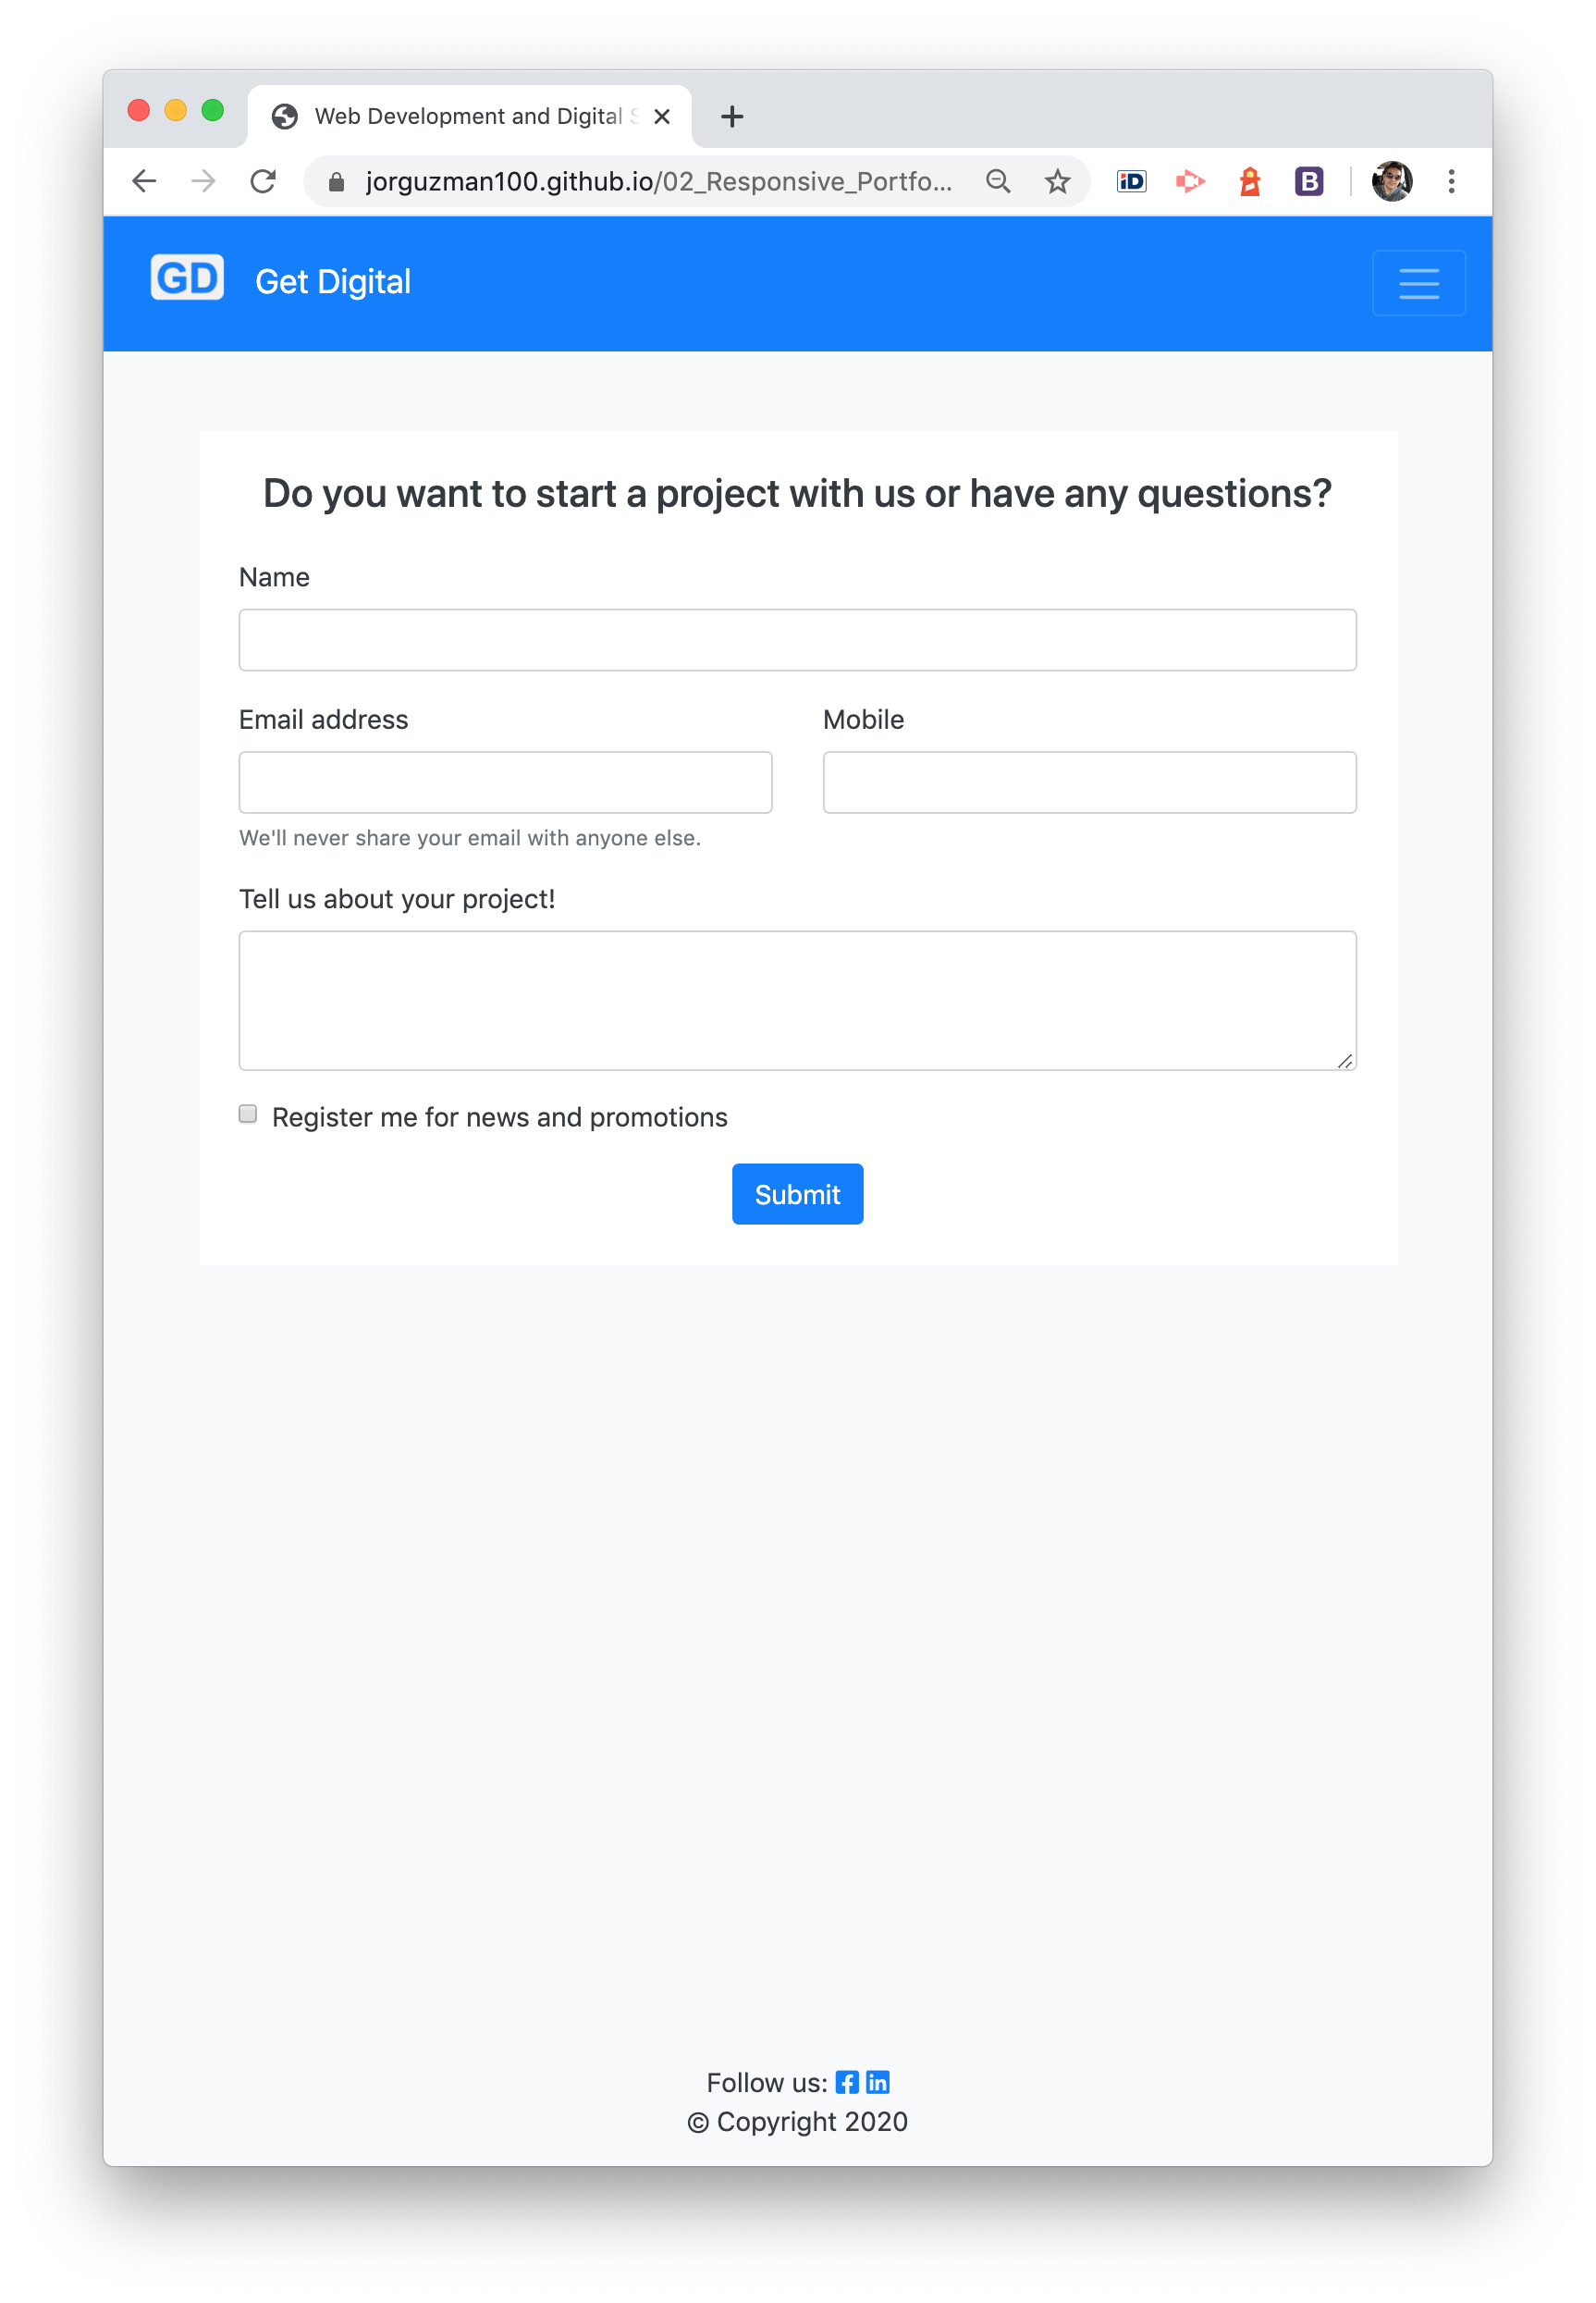 Web Development and Digital
jorguzman100.github.io/02_Responsive_Portfo...
iD
B
GD Get Digital
Do you want to start a project with us or have any questions?
Name
Email address Mobile
We'll never share your email with anyone else.
Tell us about your project!
Register me for news and promotions
Submit
Follow us:
© Copyright 2020